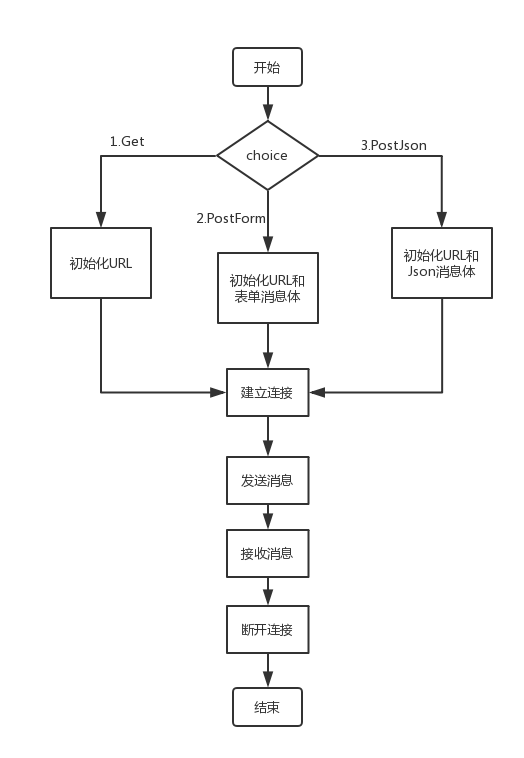 开始
choice
1.Get
2.PostForm
3.PostJson
初始化URL
初始化URL和
表单消息体
初始化URL和
Json消息体
建立连接
发送消息
接收消息
断开连接
结束